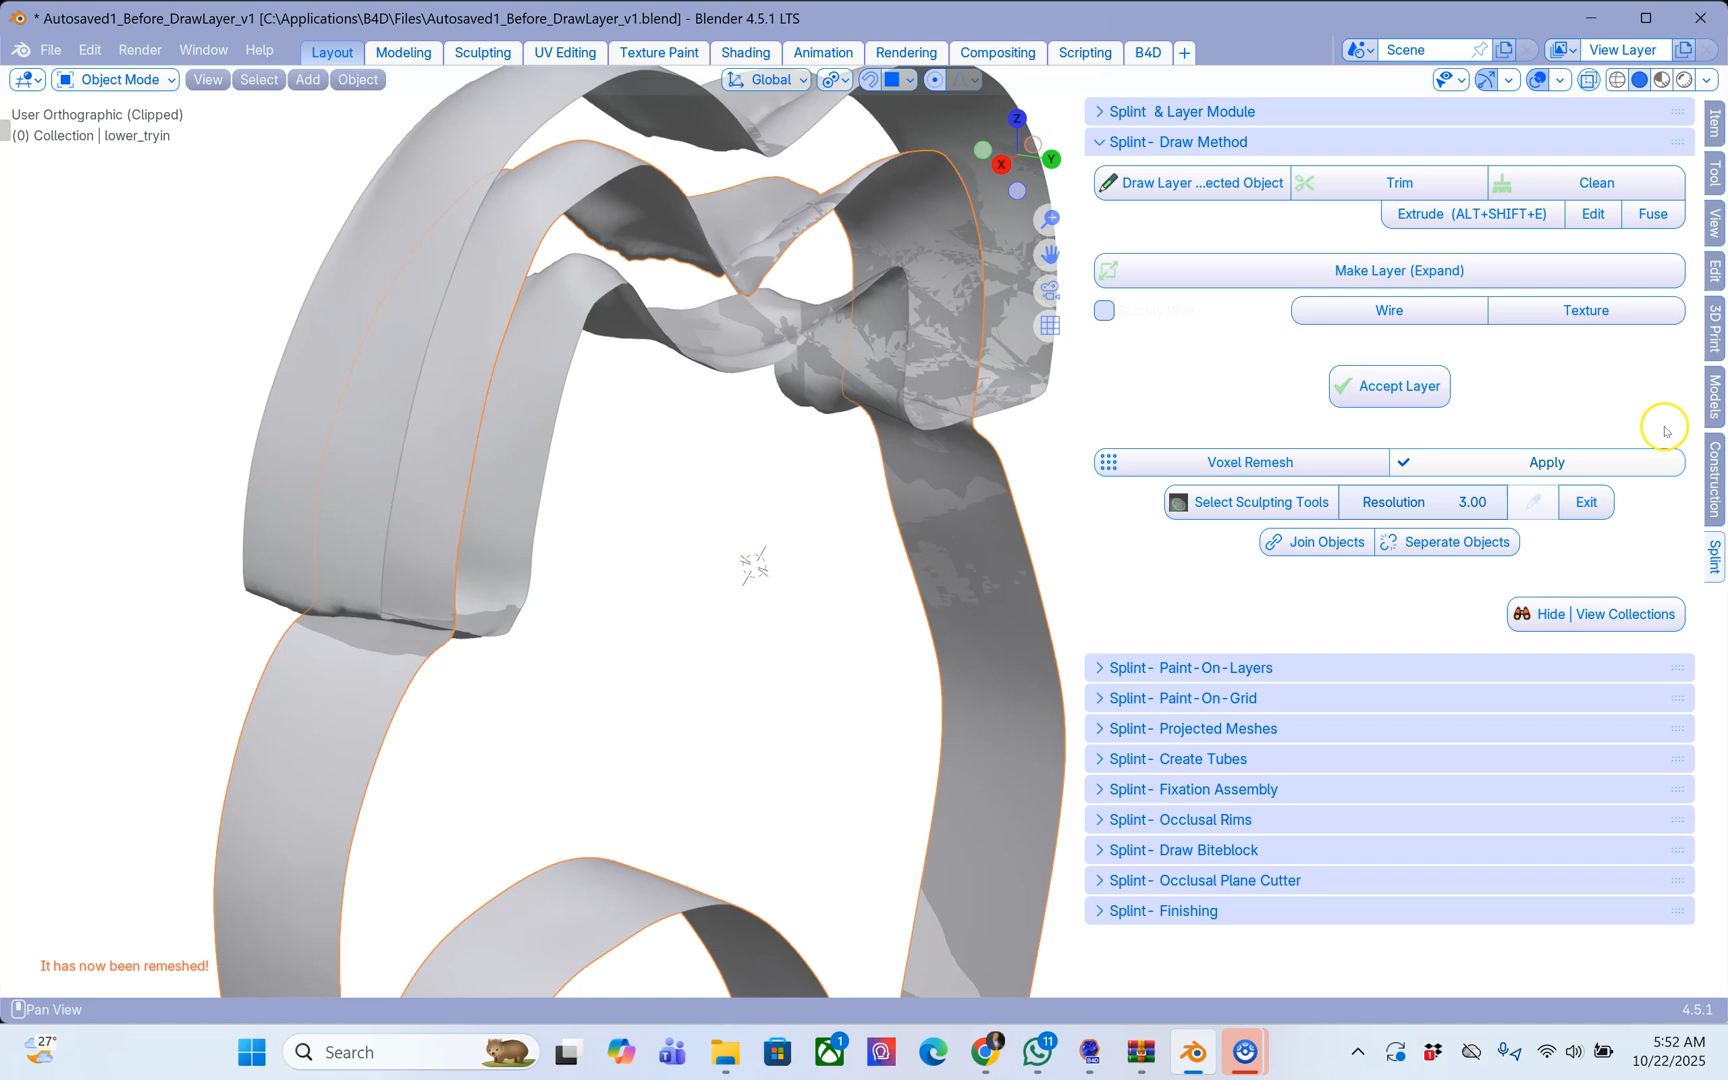 * Autosaved1_Before_DrawLayer_v1 [C:\Applications\B4D\Files\Autosaved1_Before_DrawLayer_v1.blend] - Blender 4.5.1 LTS
File Edit Render Window Help Layout Modeling Sculpting UV Editing Texture Paint Shading Animation Rendering Compositing Scripting B4D + Scene View Layer
Object Mode View Select Add Object Global
User Orthographic (Clipped)
(0) Collection | lower_tryin
Z
Y
X
Splint & Layer Module
Splint- Draw Method
Draw Layer ...ected Object Trim Clean
Extrude (ALT+SHIFT+E) Edit Fuse
Make Layer (Expand)
Display Wire Wire Texture
Accept Layer
Voxel Remesh Apply
Select Sculpting Tools Resolution 3.00 Exit
Join Objects Seperate Objects
Hide | View Collections
Splint- Paint-On-Layers
Splint- Paint-On-Grid
Splint- Projected Meshes
Splint- Create Tubes
Splint- Fixation Assembly
Splint- Occlusal Rims
Splint- Draw Biteblock
Splint- Occlusal Plane Cutter
Splint- Finishing
Item
Tool
View
Edit
3D Print
Models
Construction
Splint
It has now been remeshed!
Pan View
4.5.1
27°
Search
1
11
B4D
1
5:52 AM
10/22/2025